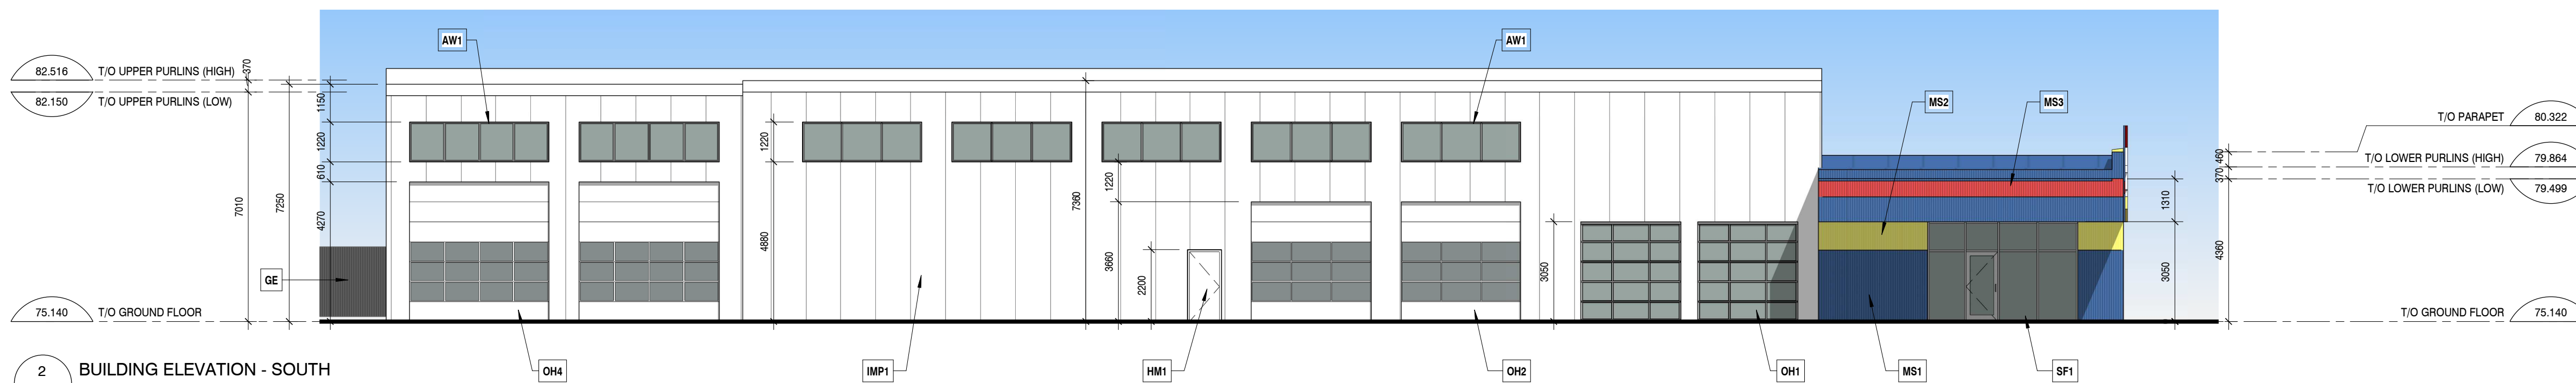 AW1
AW1
82.516
T/O UPPER PURLINS (HIGH)
370
82.150
T/O UPPER PURLINS (LOW)
1150
1220
610
4270
7010
7250
1220
4880
7360
1220
3660
2200
3050
MS2
MS3
T/O PARAPET
80.322
T/O LOWER PURLINS (HIGH)
79.864
T/O LOWER PURLINS (LOW)
79.499
460
370
1310
3050
4360
GE
75.140
T/O GROUND FLOOR
T/O GROUND FLOOR
75.140
2
BUILDING ELEVATION - SOUTH
OH4
IMP1
HM1
OH2
OH1
MS1
SF1